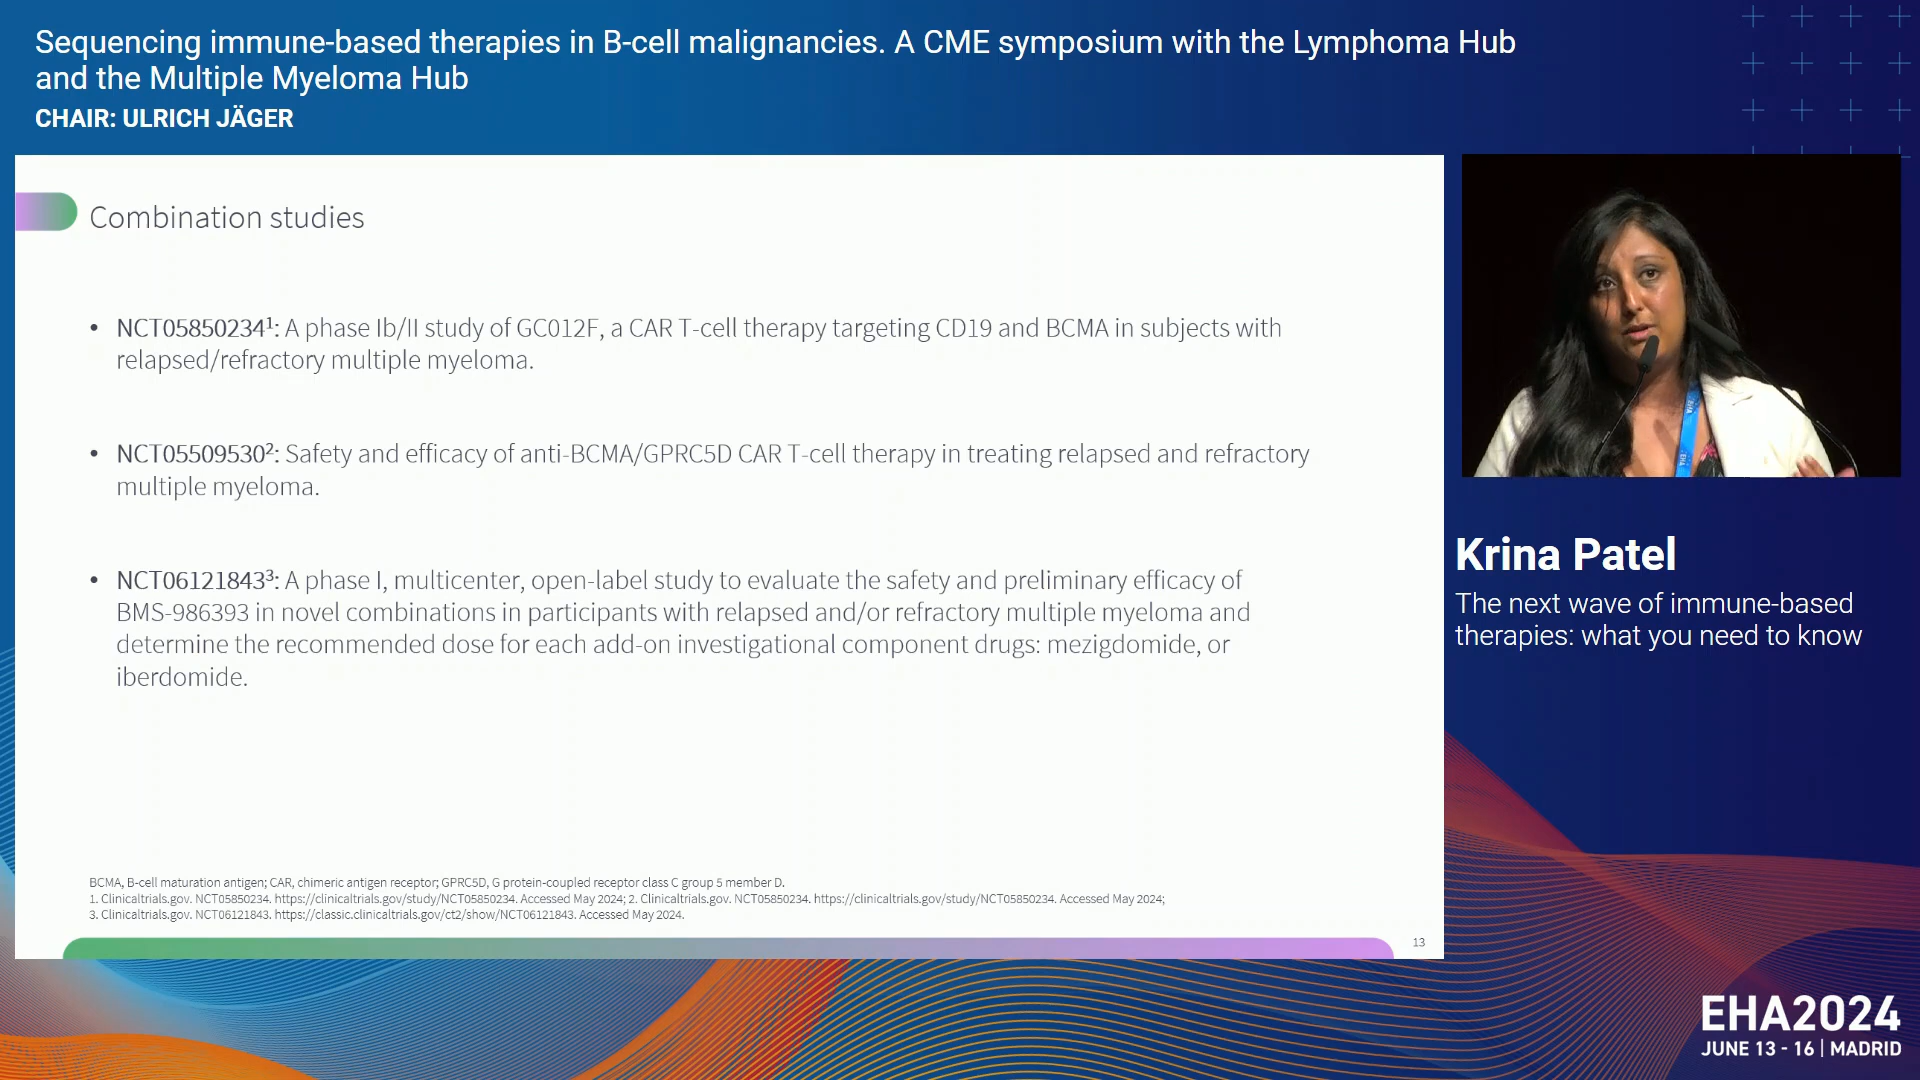 Sequencing immune-based therapies in B-cell malignancies. A CME symposium with the Lymphoma Hub
and the Multiple Myeloma Hub
CHAIR: ULRICH JÄGER
Combination studies
• NCT05850234¹: A phase Ib/II study of GC012F, a CAR T-cell therapy targeting CD19 and BCMA in subjects with
relapsed/refractory multiple myeloma.
• NCT05509530²: Safety and efficacy of anti-BCMA/GPRC5D CAR T-cell therapy in treating relapsed and refractory
multiple myeloma.
• NCT06121843³: A phase I, multicenter, open-label study to evaluate the safety and preliminary efficacy of
BMS-986393 in novel combinations in participants with relapsed and/or refractory multiple myeloma and
determine the recommended dose for each add-on investigational component drugs: mezigdomide, or
iberdomide.
BCMA, B-cell maturation antigen; CAR, chimeric antigen receptor; GPRC5D, G protein-coupled receptor class C group 5 member D.
1. Clinicaltrials.gov. NCT05850234. https://clinicaltrials.gov/study/NCT05850234. Accessed May 2024; 2. Clinicaltrials.gov. NCT05850234. https://clinicaltrials.gov/study/NCT05850234. Accessed May 2024;
3. Clinicaltrials.gov. NCT06121843. https://classic.clinicaltrials.gov/ct2/show/NCT06121843. Accessed May 2024.
13
Krina Patel
The next wave of immune-based
therapies: what you need to know
EHA2024
JUNE 13 - 16 | MADRID